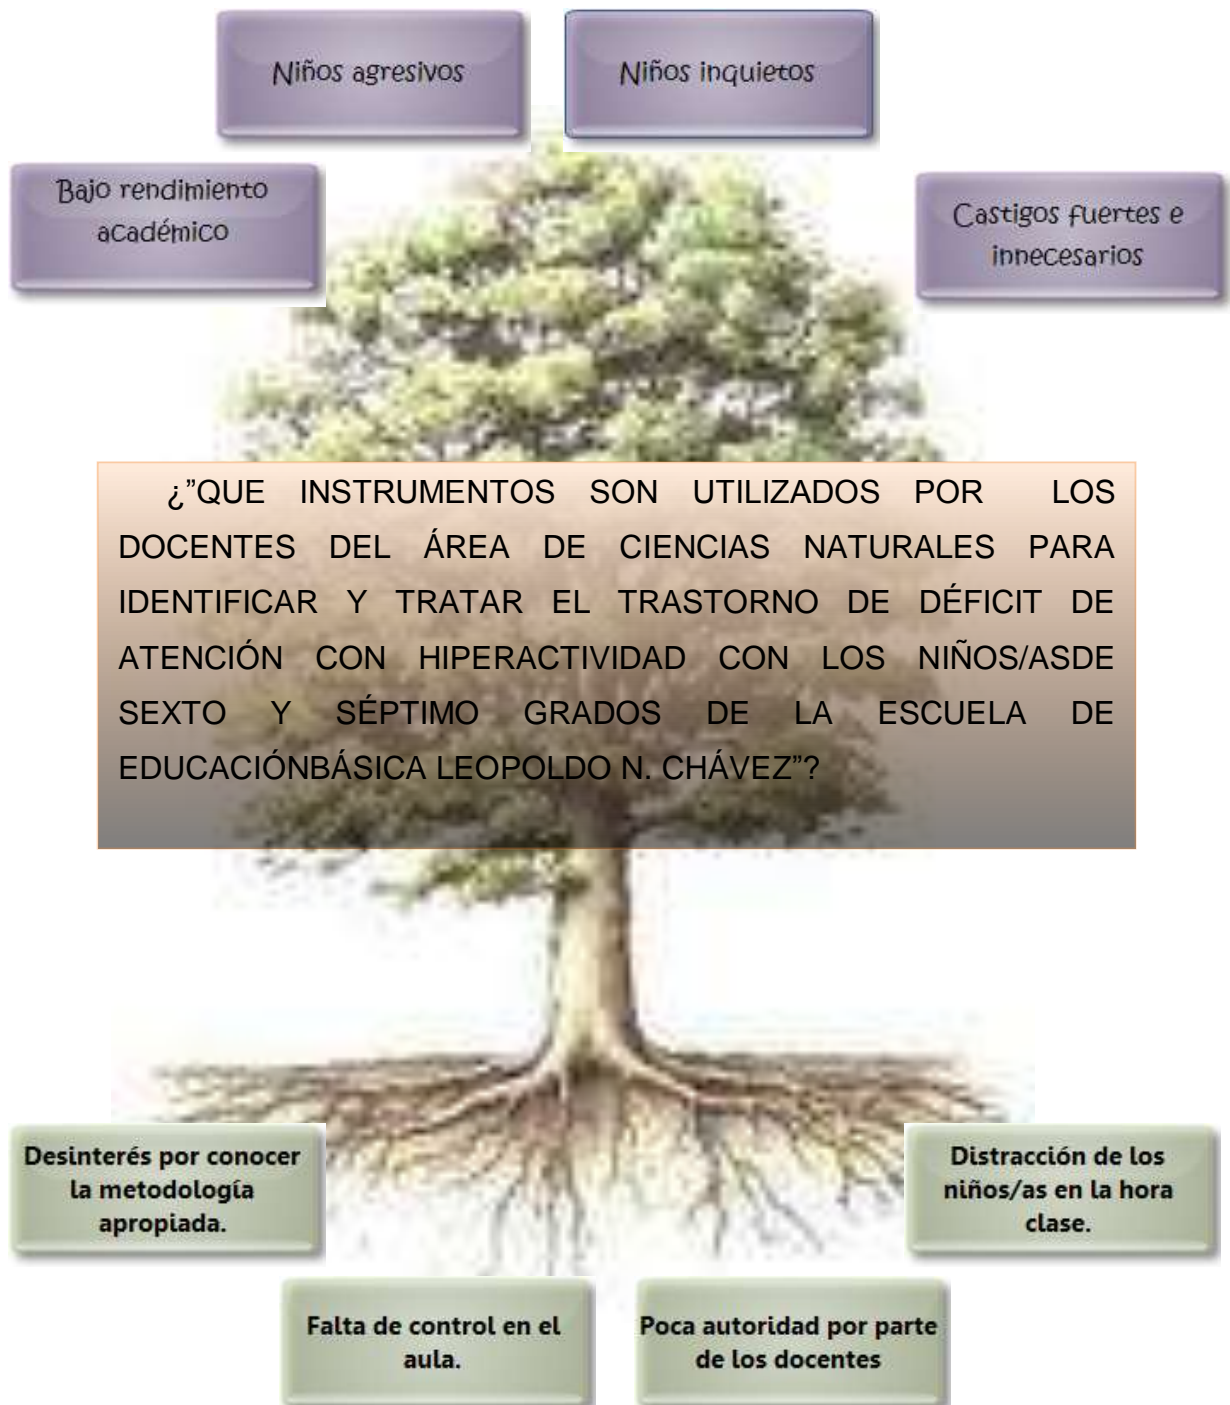 Niños agresivos
Niños inquietos
Bajo rendimiento
académico
Castigos fuertes e
innecesarios
¿”QUE INSTRUMENTOS SON UTILIZADOS POR LOS
DOCENTES DEL ÁREA DE CIENCIAS NATURALES PARA
IDENTIFICAR Y TRATAR EL TRASTORNO DE DÉFICIT DE
ATENCIÓN CON HIPERACTIVIDAD CON LOS NIÑOS/ASDE
SEXTO Y SÉPTIMO GRADOS DE LA ESCUELA DE
EDUCACIÓNBÁSICA LEOPOLDO N. CHÁVEZ”?
Desinterés por conocer
la metodología
apropiada.
Distracción de los
niños/as en la hora
clase.
Falta de control en el
aula.
Poca autoridad por parte
de los docentes